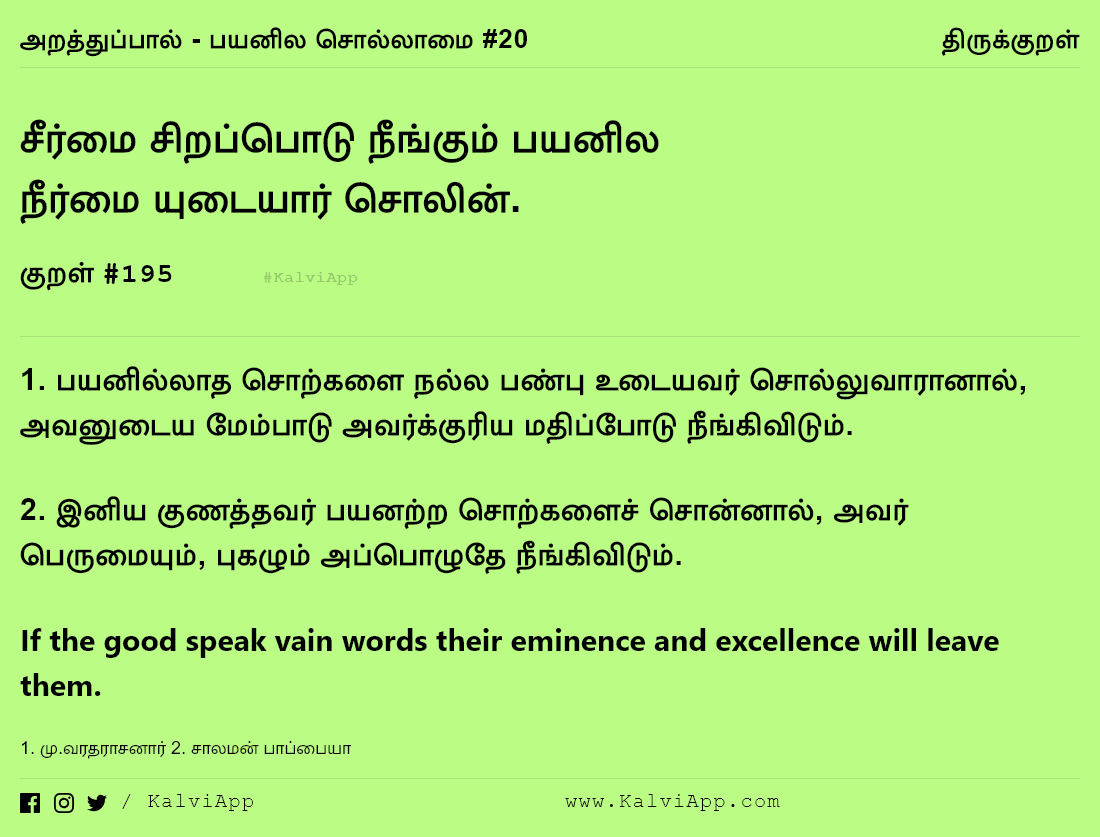 அறத்துப்பால் - பயனில சொல்லாமை #20
திருக்குறள்
சீர்மை சிறப்பொடு நீங்கும் பயனில
நீர்மை யுடையார் சொலின்.
குறள் #195
#KalviApp
1. பயனில்லாத சொற்களை நல்ல பண்பு உடையவர் சொல்லுவாரானால்,
அவனுடைய மேம்பாடு அவர்க்குரிய மதிப்போடு நீங்கிவிடும்.
2. இனிய குணத்தவர் பயனற்ற சொற்களைச் சொன்னால், அவர்
பெருமையும், புகழும் அப்பொழுதே நீங்கிவிடும்.
If the good speak vain words their eminence and excellence will leave
them.
1. மு.வரதராசனார் 2. சாலமன் பாப்பையா
/ KalviApp
www.KalviApp.com